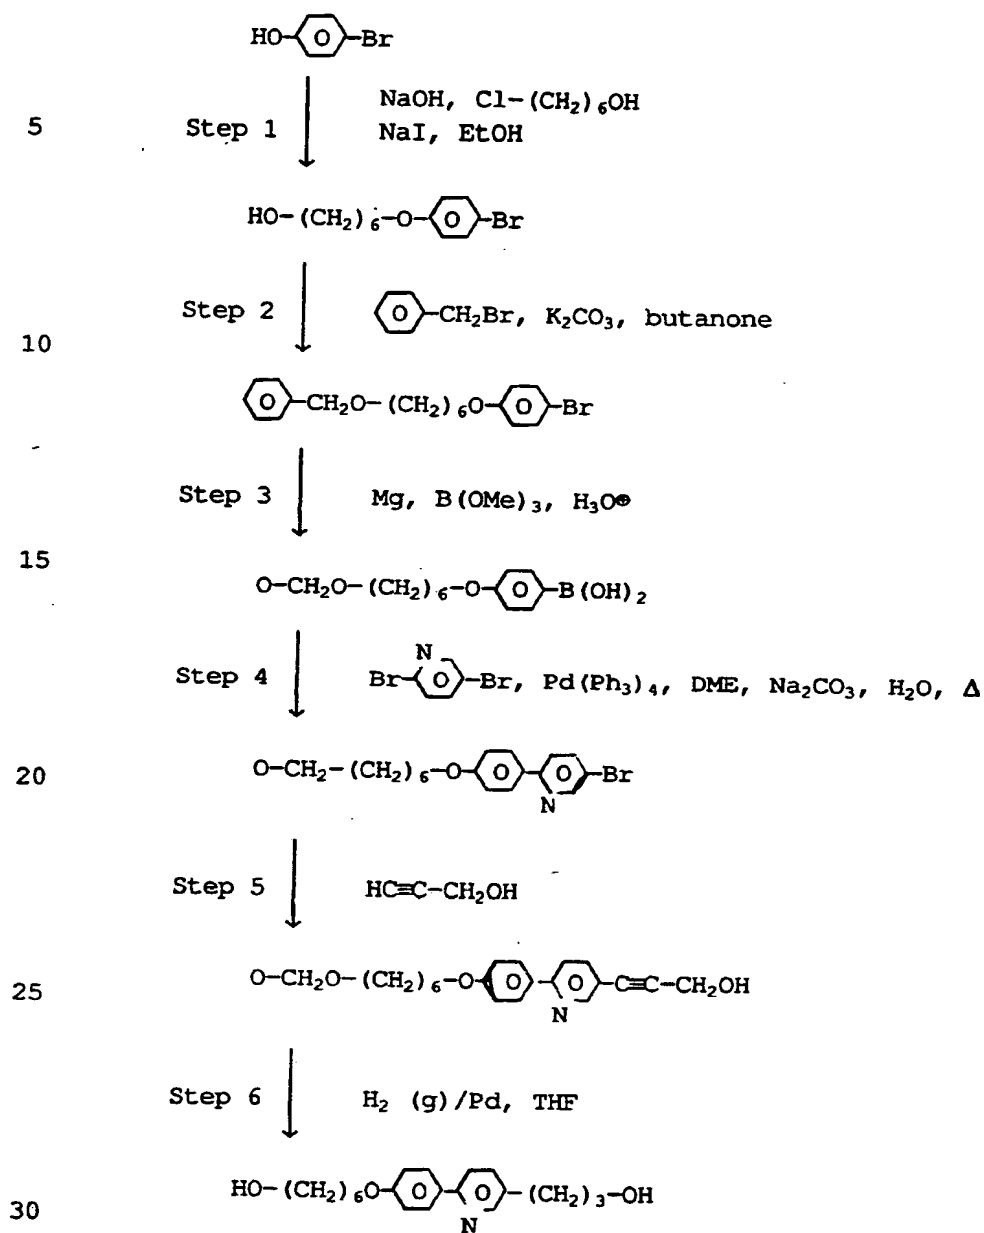 HO-O-Br
5
Step 1
NaOH, Cl-(CH₂)₆OH
NaI, EtOH
HO-(CH₂)₆-O-O-Br
Step 2
O-CH₂Br, K₂CO₃, butanone
10
O-CH₂O-(CH₂)₆O-O-Br
Step 3
Mg, B(OMe)₃, H₃O⊕
15
O-CH₂O-(CH₂)₆-O-O-B(OH)₂
Step 4
N
Br-O-Br, Pd(Ph₃)₄, DME, Na₂CO₃, H₂O, Δ
20
O-CH₂-(CH₂)₆-O-O-O-Br
N
Step 5
HC≡C-CH₂OH
25
O-CH₂O-(CH₂)₆-O-O-O-C≡C-CH₂OH
N
Step 6
H₂ (g)/Pd, THF
30
HO-(CH₂)₆O-O-O-(CH₂)₃-OH
N